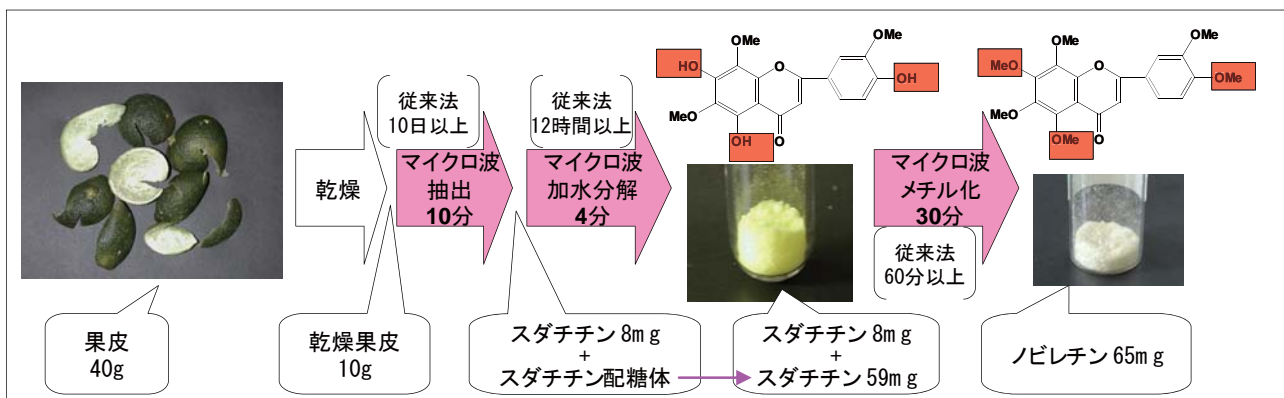 乾燥
従来法
10日以上
マイクロ波
抽出
10分
従来法
12時間以上
マイクロ波
加水分解
4分
OMe
OMe
HO
O
OH
MeO
OH
O
マイクロ波
メチル化
30分
従来法
60分以上
OMe
OMe
MeO
O
OMe
MeO
OMe
O
果皮
40g
乾燥果皮
10g
スダチチン 8mg
+
スダチチン配糖体
スダチチン 8mg
+
スダチチン 59mg
ノビレチン 65mg